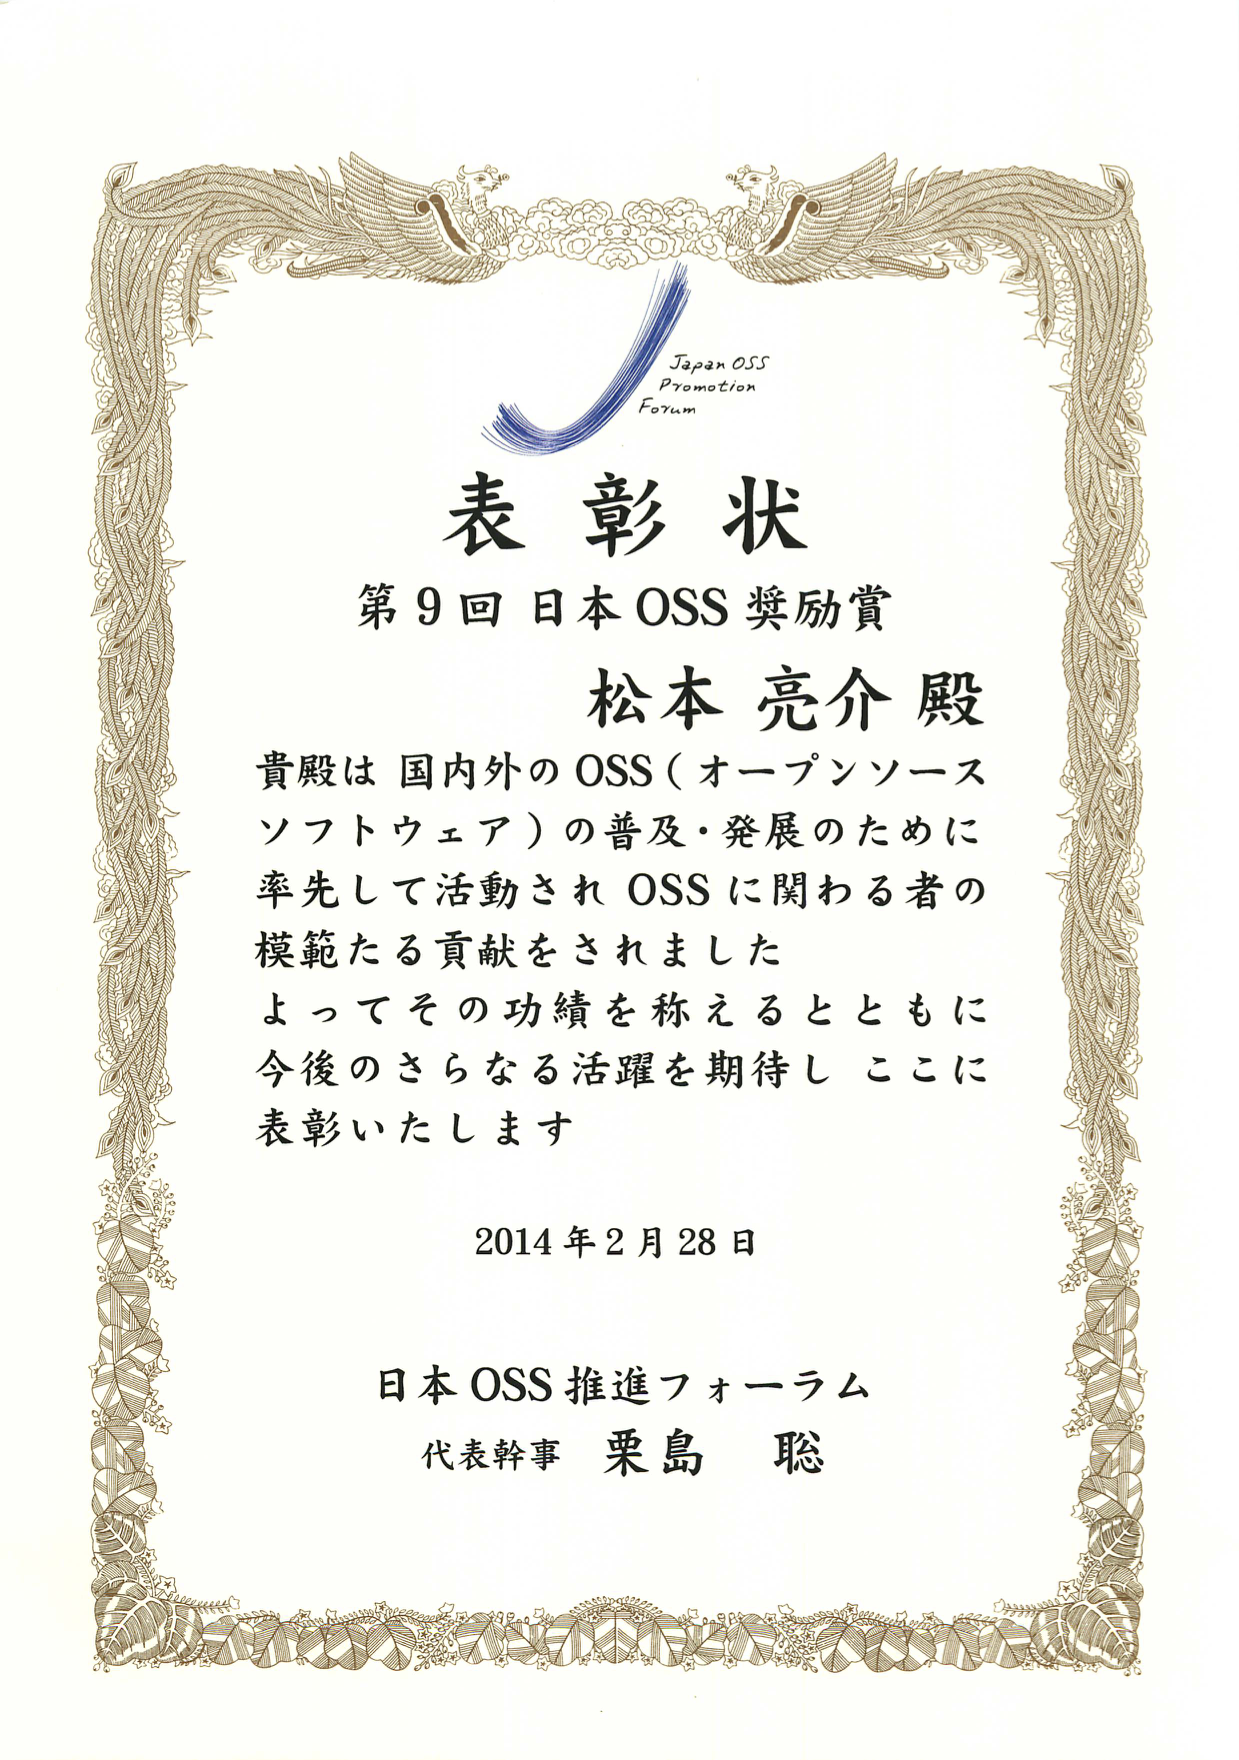 Japan OSS
Promotion
Forum
表彰状
第9回 日本OSS奨励賞
松本 亮介 殿
貴殿は 国内外の OSS（オープンソース
ソフトウェア）の普及・発展のために
率先して活動され OSS に関わる者の
模範たる貢献をされました
よってその功績を称えるとともに
今後のさらなる活躍を期待し ここに
表彰いたします
2014年2月28日
日本OSS推進フォーラム
代表幹事 栗島 聡